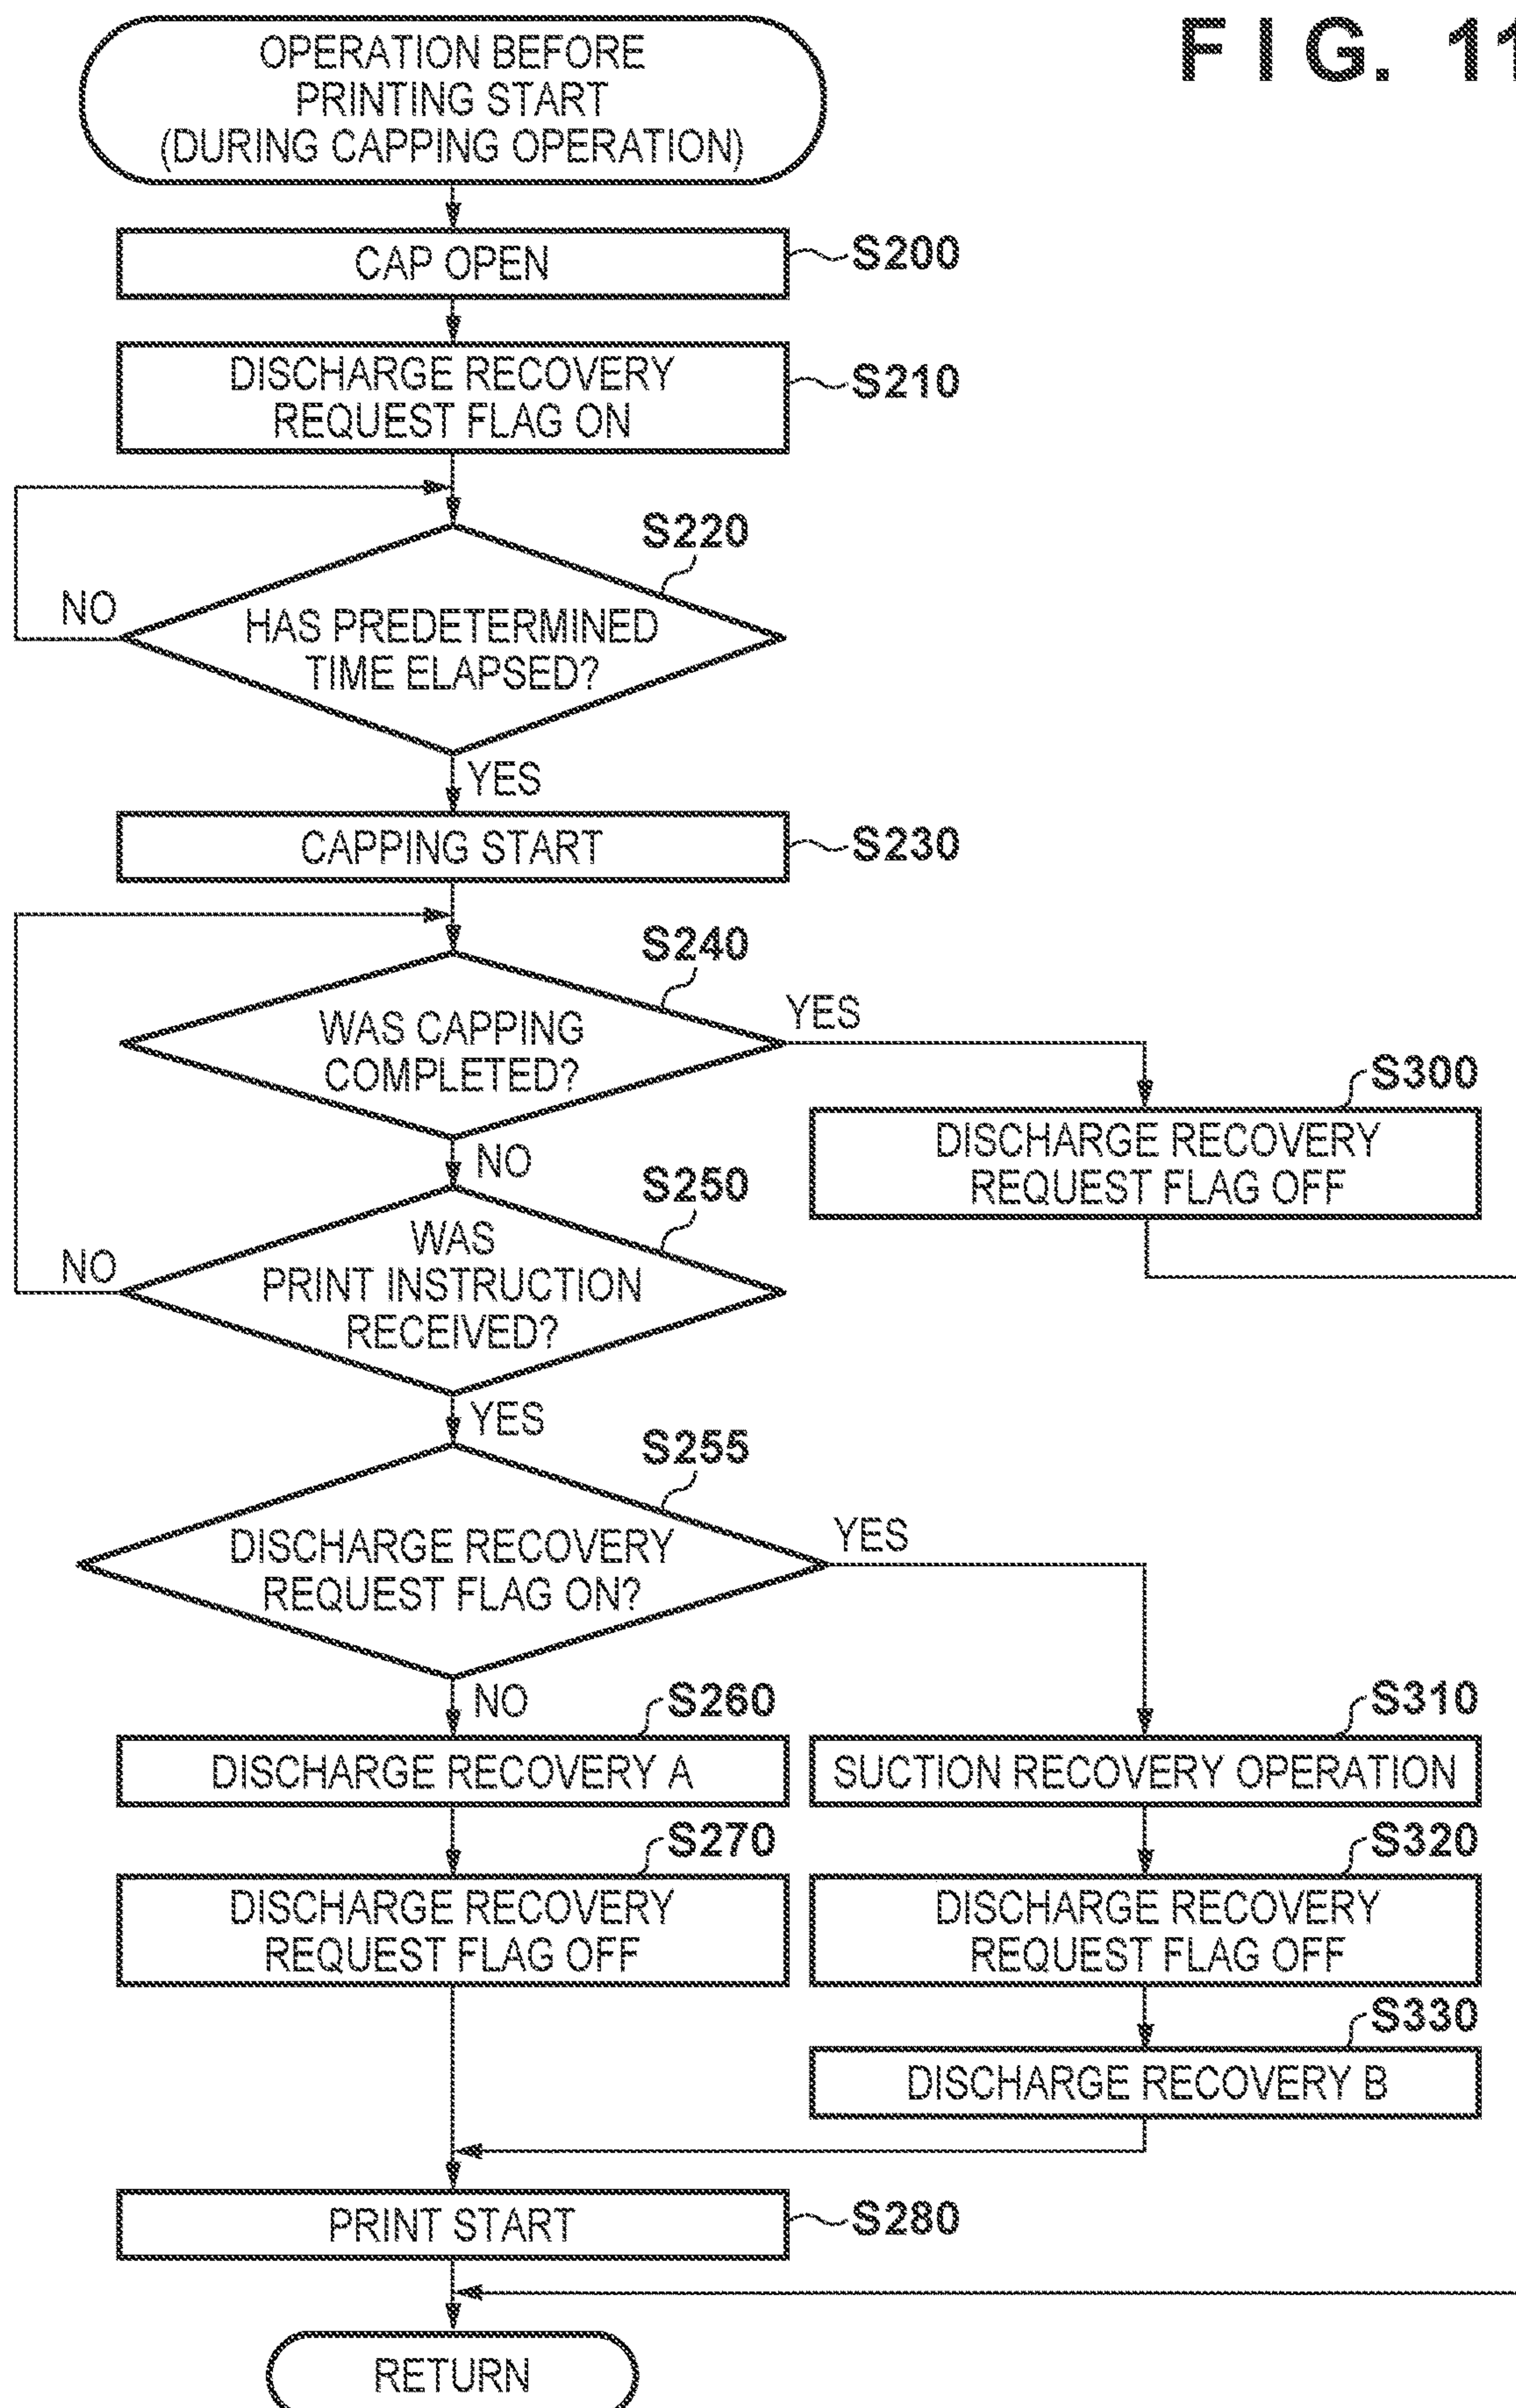 FIG. 11
OPERATION BEFORE
PRINTING START
(DURING CAPPING OPERATION)
CAP OPEN
S200
DISCHARGE RECOVERY
REQUEST FLAG ON
S210
S220
NO
HAS PREDETERMINED
TIME ELAPSED?
YES
CAPPING START
S230
S240
WAS CAPPING
COMPLETED?
YES
S300
DISCHARGE RECOVERY
REQUEST FLAG OFF
NO
S250
NO
WAS
PRINT INSTRUCTION
RECEIVED?
YES
S255
DISCHARGE RECOVERY
REQUEST FLAG ON?
YES
NO
S260
DISCHARGE RECOVERY A
S310
SUCTION RECOVERY OPERATION
S270
DISCHARGE RECOVERY
REQUEST FLAG OFF
S320
DISCHARGE RECOVERY
REQUEST FLAG OFF
S330
DISCHARGE RECOVERY B
PRINT START
S280
RETURN